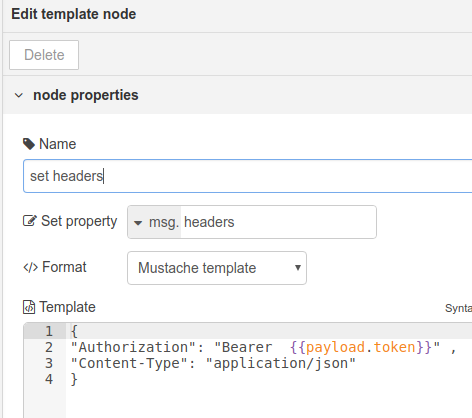 Edit template node
Delete
node properties
Name
set headers
Set property
msg. headers
</> Format
Mustache template
Template
Synta
1 {
2 "Authorization": "Bearer  {{payload.token}}" ,
3 "Content-Type": "application/json"
4 }